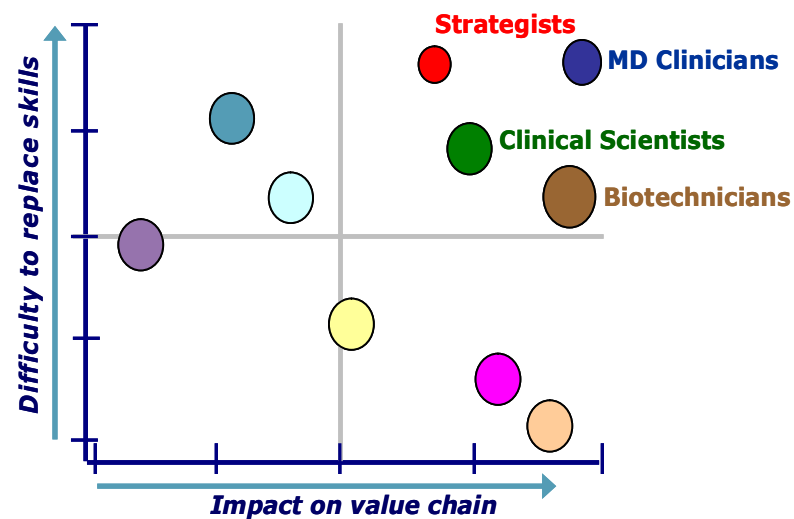 Strategists
MD Clinicians
Clinical Scientists
Biotechnicians
Difficulty to replace skills
Impact on value chain